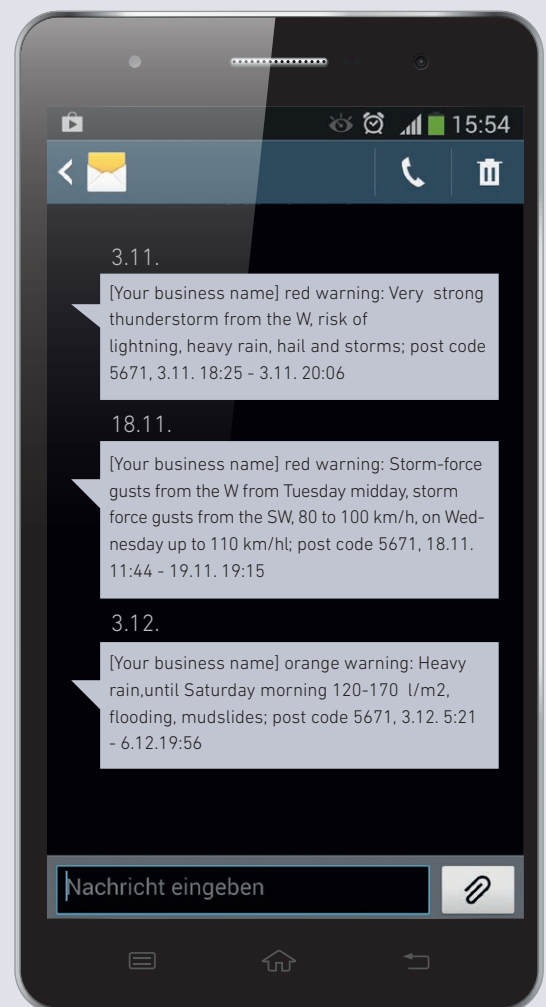 15:54
3.11.
[Your business name] red warning: Very strong
thunderstorm from the W, risk of
lightning, heavy rain, hail and storms; post code
5671, 3.11. 18:25 - 3.11. 20:06
18.11.
[Your business name] red warning: Storm-force
gusts from the W from Tuesday midday, storm
force gusts from the SW, 80 to 100 km/h, on Wed-
nesday up to 110 km/hl; post code 5671, 18.11.
11:44 - 19.11. 19:15
3.12.
[Your business name] orange warning: Heavy
rain,until Saturday morning 120-170 l/m2,
flooding, mudslides; post code 5671, 3.12. 5:21
- 6.12.19:56
Nachricht eingeben